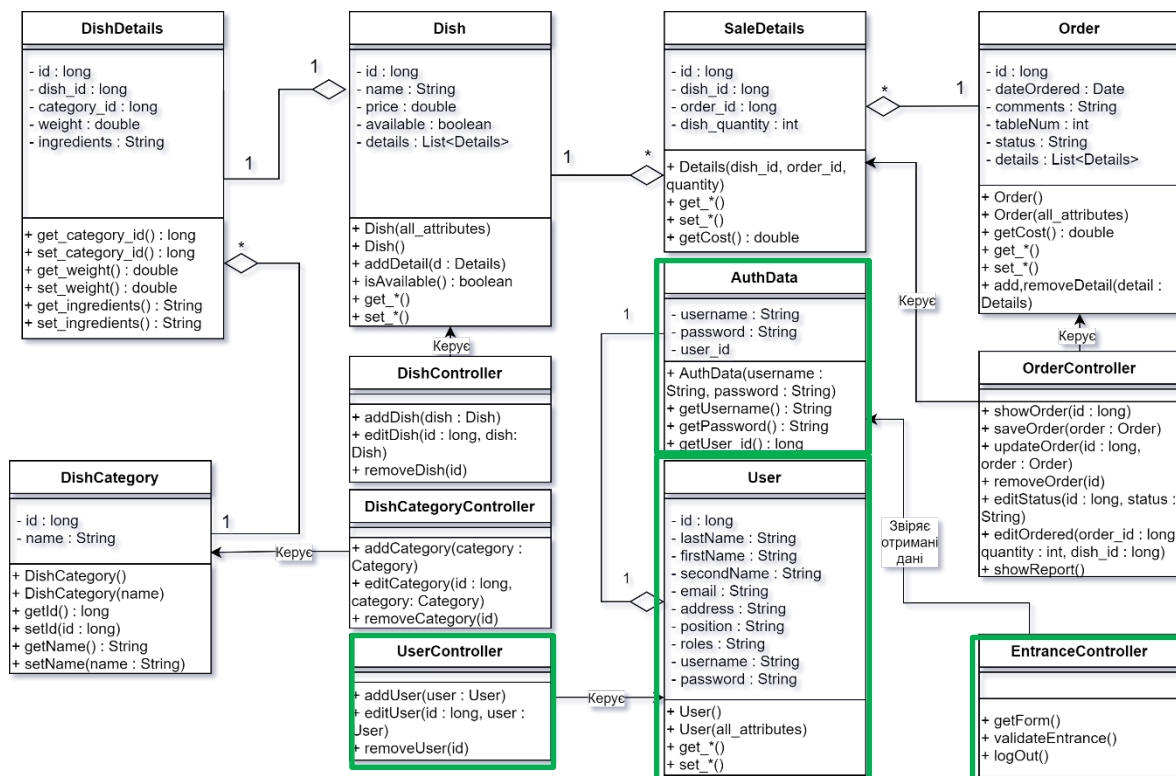 DishDetails
- id : long
- dish_id : long
- category_id : long
- weight : double
- ingredients : String
+ get_category_id() : long
+ set_category_id() : long
+ get_weight() : double
+ set_weight() : double
+ get_ingredients() : String
+ set_ingredients() : String
1
1
Dish
- id : long
- name : String
- price : double
- available : boolean
- details : List<Details>
+ Dish(all_attributes)
+ Dish()
+ addDetail(d : Details)
+ isAvailable() : boolean
+ get_*()
+ set_*()
1
*
SaleDetails
- id : long
- dish_id : long
- order_id : long
- dish_quantity : int
+ Details(dish_id, order_id,
quantity)
+ get_*()
+ set_*()
+ getCost() : double
*
1
Order
- id : long
- dateOrdered : Date
- comments : String
- tableNum : int
- status : String
- details : List<Details>
+ Order()
+ Order(all_attributes)
+ getCost() : double
+ get_*()
+ set_*()
+ add,removeDetail(detail :
Details)
*
1
Керує
DishController
+ addDish(dish : Dish)
+ editDish(id : long, dish:
Dish)
+ removeDish(id)
1
AuthData
- username : String
- password : String
- user_id
+ AuthData(username :
String, password : String)
+ getUsername() : String
+ getPassword() : String
+ getUser_id() : long
Керує
Керує
OrderController
+ showOrder(id : long)
+ saveOrder(order : Order)
+ updateOrder(id : long,
order : Order)
+ removeOrder(id)
+ editStatus(id : long, status :
String)
+ editOrdered(order_id : long
quantity : int, dish_id : long)
+ showReport()
DishCategory
- id : long
- name : String
+ DishCategory()
+ DishCategory(name)
+ getId() : long
+ setId(id : long)
+ getName() : String
+ setName(name : String)
Керує
DishCategoryController
+ addCategory(category :
Category)
+ editCategory(id : long,
category: Category)
+ removeCategory(id)
1
User
- id : long
- lastName : String
- firstName : String
- secondName : String
- email : String
- address : String
- position : String
- roles : String
- username : String
- password : String
+ User()
+ User(all_attributes)
+ get_*()
+ set_*()
Звіряє
отримані
дані
UserController
+ addUser(user : User)
+ editUser(id : long, user :
User)
+ removeUser(id)
Керує
EntranceController
+ getForm()
+ validateEntrance()
+ logOut()